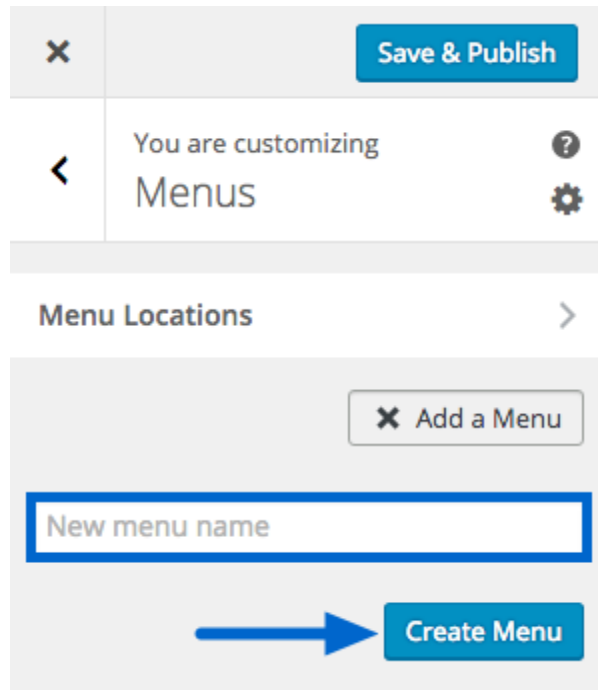 Save & Publish
You are customizing
Menus
Menu Locations
Add a Menu
New menu name
Create Menu